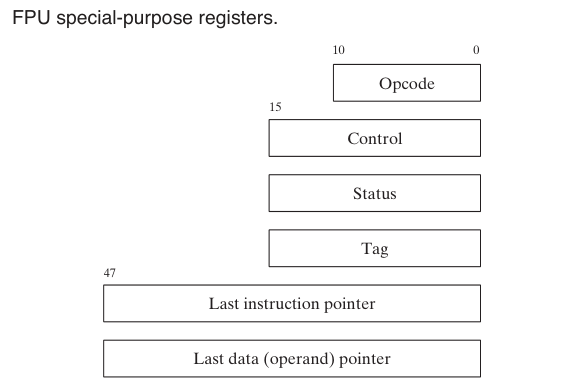 FPU special-purpose registers.
10 0
Opcode
15
Control
Status
Tag
47
Last instruction pointer
Last data (operand) pointer